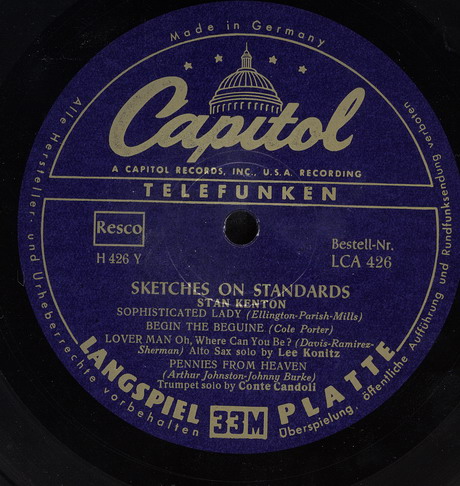 Made in Germany
Capitol
A CAPITOL RECORDS, INC., U.S.A. RECORDING
TELEFUNKEN
Resco
H 426 Y
Bestell-Nr.
LCA 426
SKETCHES ON STANDARDS
STAN KENTON
SOPHISTICATED LADY (Ellington-Parish-Mills)
BEGIN THE BEGUINE (Cole Porter)
LOVER MAN Oh, Where Can You Be? (Davis-Ramirez-
Sherman) Alto Sax solo by Lee Konitz
PENNIES FROM HEAVEN
(Arthur Johnston-Johnny Burke)
Trumpet solo by Conte Candoli
LANGSPIEL 33M PLATTE
Alle Hersteller- und Urheberrechte vorbehalten
Überspielung, öffentliche Aufführung und Rundfunksendung verboten